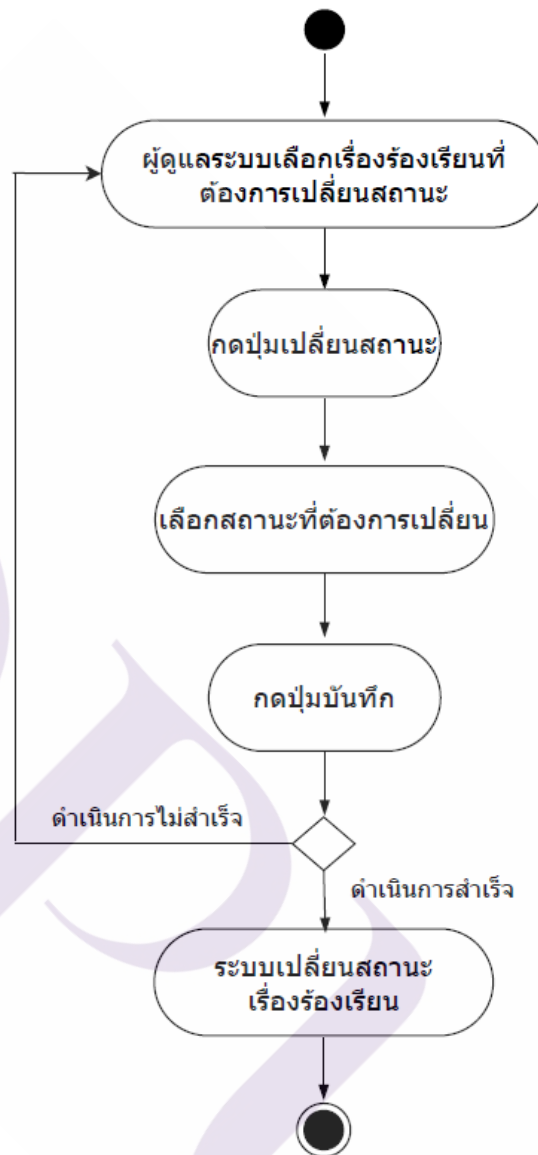 ผู้ดูแลระบบเลือกเรื่องร้องเรียนที่
ต้องการเปลี่ยนสถานะ
กดปุ่มเปลี่ยนสถานะ
เลือกสถานะที่ต้องการเปลี่ยน
กดปุ่มบันทึก
ดำเนินการไม่สำเร็จ
ดำเนินการสำเร็จ
ระบบเปลี่ยนสถานะ
เรื่องร้องเรียน